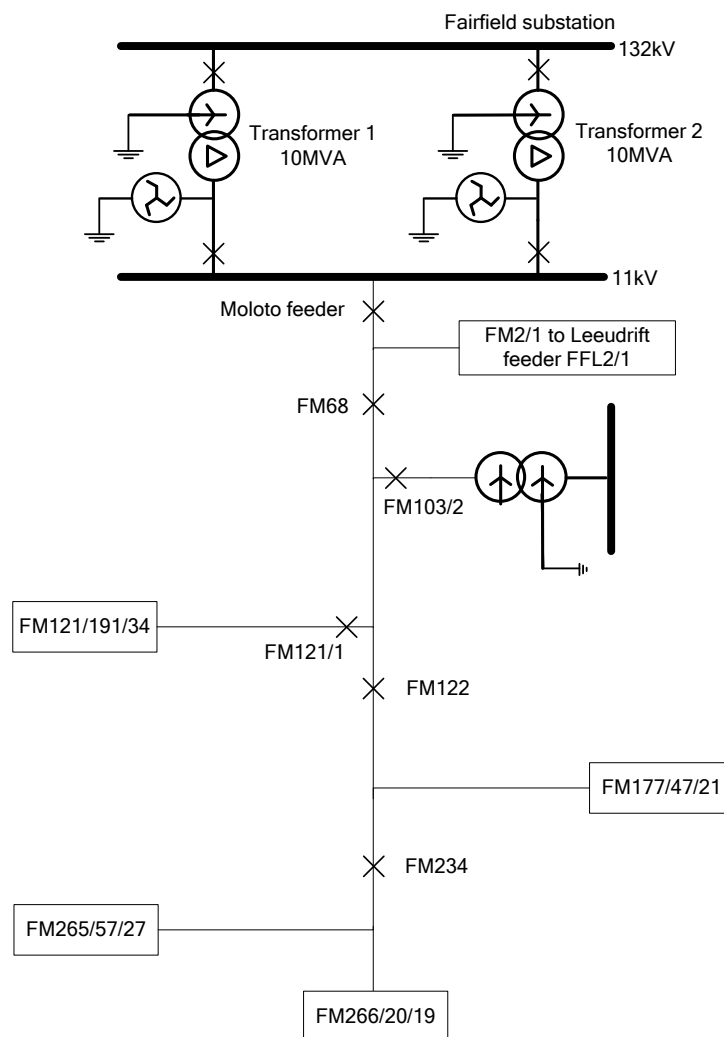 Fairfield substation
132kV
Transformer 1
10MVA
Transformer 2
10MVA
11kV
Moloto feeder
FM2/1 to Leeudrift
feeder FFL2/1
FM68
FM103/2
FM121/191/34
FM121/1
FM122
FM177/47/21
FM234
FM265/57/27
FM266/20/19